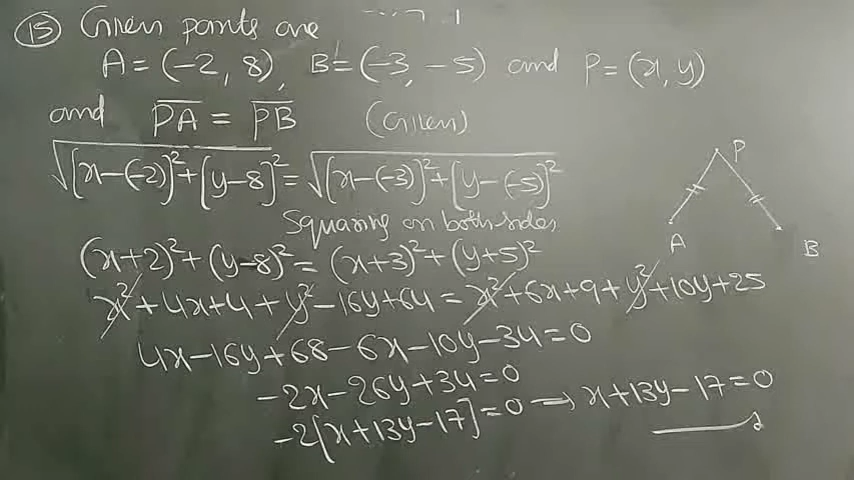 15 Given points are
A = (-2, 8), B = (-3, -5) and P = (x, y)
and PA = PB (Given)
√[x-(-2)]²+[y-8]² = √[x-(-3)]²+[y-(-5)]²
Squaring on both sides
(x+2)²+(y-8)² = (x+3)²+(y+5)²
x²+4x+4+y²-16y+64 = x²+6x+9+y²+10y+25
4x-16y+68-6x-10y-34=0
-2x-26y+34=0
-2[x+13y-17]=0 → x+13y-17=0
P
A
B